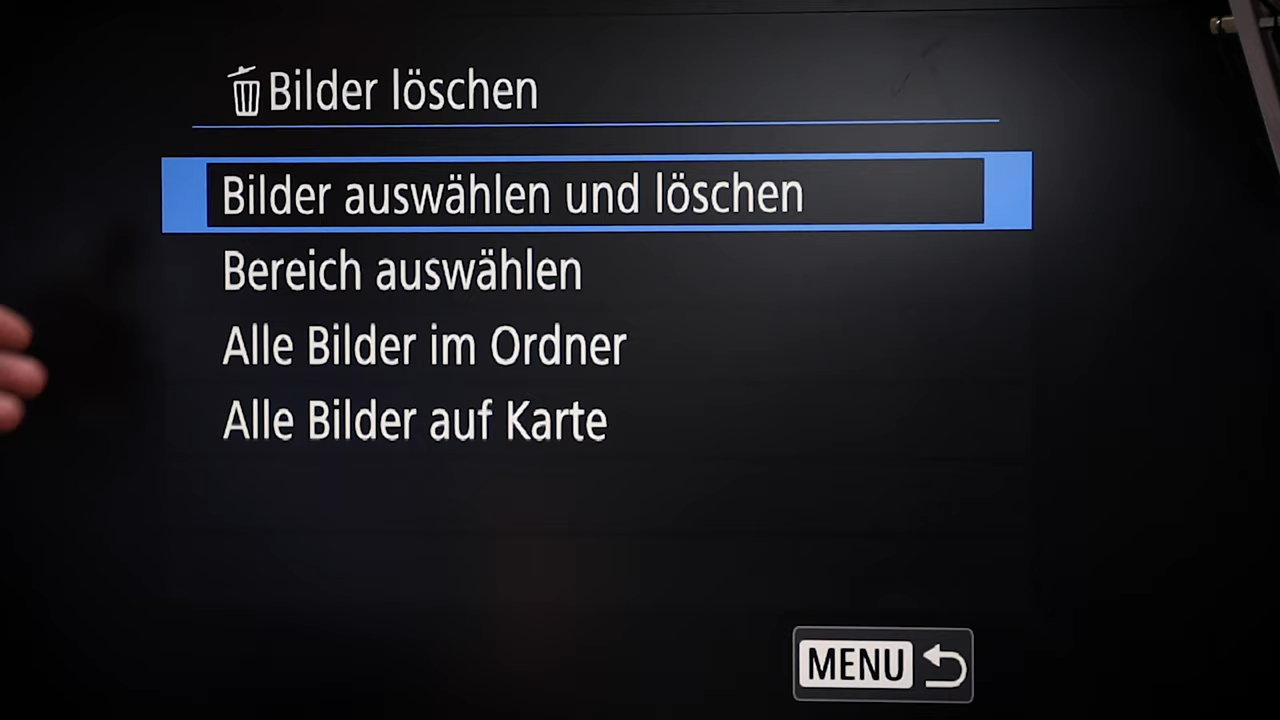 Bilder löschen
Bilder auswählen und löschen
Bereich auswählen
Alle Bilder im Ordner
Alle Bilder auf Karte
MENU